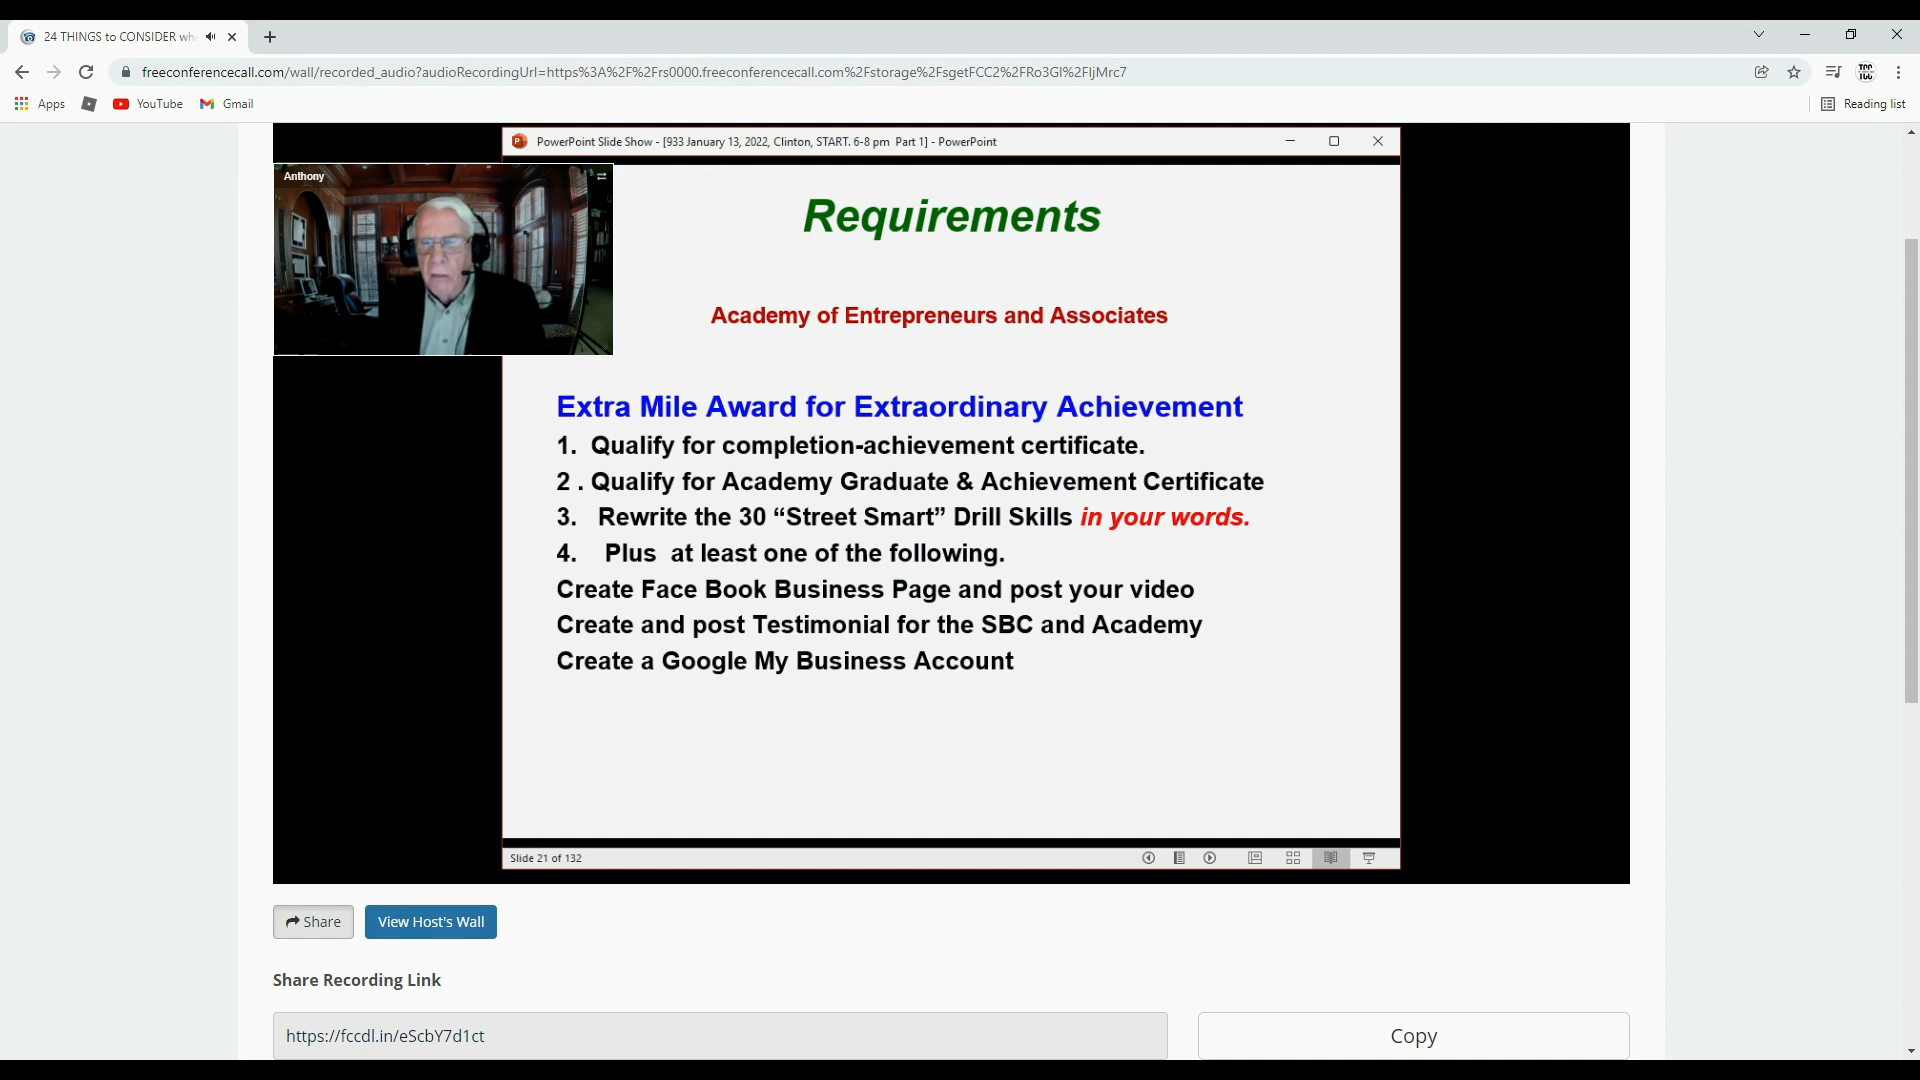 24 THINGS to CONSIDER wh
freeconferencecall.com/wall/recorded_audio?audioRecordingUrl=https%3A%2F%2Frs0000.freeconferencecall.com%2Fstorage%2FsgetFCC2%2FRo3GI%2FIjMrc7
Apps
YouTube
Gmail
Reading list
PowerPoint Slide Show - [933 January 13, 2022, Clinton, START. 6-8 pm Part 1] - PowerPoint
Anthony
Requirements
Academy of Entrepreneurs and Associates
Extra Mile Award for Extraordinary Achievement
1. Qualify for completion-achievement certificate.
2 . Qualify for Academy Graduate & Achievement Certificate
3. Rewrite the 30 “Street Smart” Drill Skills in your words.
4. Plus at least one of the following.
Create Face Book Business Page and post your video
Create and post Testimonial for the SBC and Academy
Create a Google My Business Account
Slide 21 of 132
Share
View Host's Wall
Share Recording Link
https://fccdl.in/eScbY7d1ct
Copy